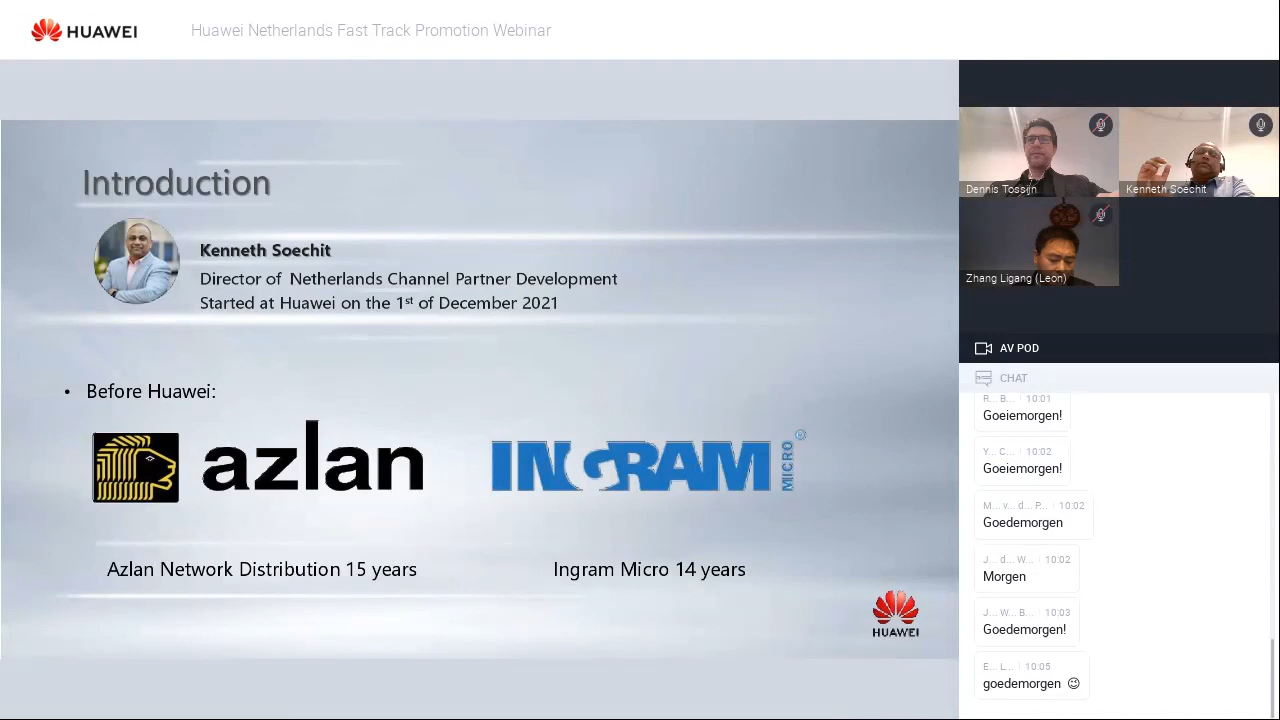 HUAWEI
Huawei Netherlands Fast Track Promotion Webinar
Introduction
Kenneth Soechit
Director of Netherlands Channel Partner Development
Started at Huawei on the 1st of December 2021
• Before Huawei:
azlan
INGRAM MICRO ®
Azlan Network Distribution 15 years
Ingram Micro 14 years
HUAWEI
Dennis Tossijn
Kenneth Soechit
Zhang Ligang (Leon)
AV POD
CHAT
R... B... 10:01
Goeiemorgen!
Y... C... 10:02
Goeiemorgen!
M... v... d... P... 10:02
Goedemorgen
J... d... W... 10:02
Morgen
J... W... B... 10:03
Goedemorgen!
E... L... 10:05
goedemorgen 😉